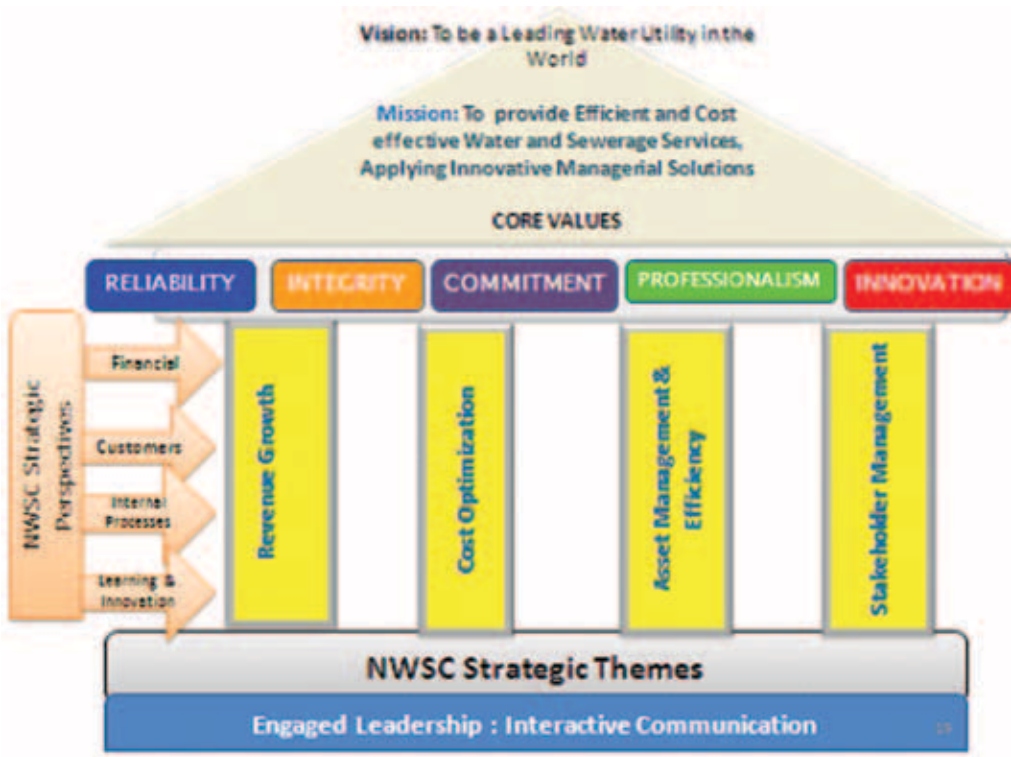 Vision: To be a Leading Water Utility in the
World
Mission: To provide Efficient and Cost
effective Water and Sewerage Services,
Applying Innovative Managerial Solutions
CORE VALUES
RELIABILITY
INTEGRITY
COMMITMENT
PROFESSIONALISM
INNOVATION
NWSC Strategic
Perspectives
Financial
Customers
Internal
Processes
Learning &
Innovation
Revenue Growth
Cost Optimization
Asset Management &
Efficiency
Stakeholder Management
NWSC Strategic Themes
Engaged Leadership : Interactive Communication